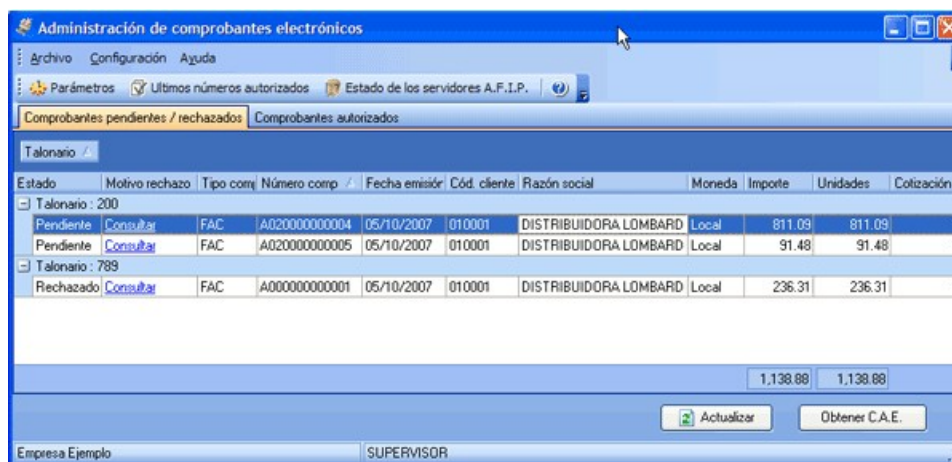 Administración de comprobantes electrónicos
Archivo Configuración Ayuda
Parámetros Ultimos números autorizados Estado de los servidores A.F.I.P.
Comprobantes pendientes / rechazados Comprobantes autorizados
Talonario
Estado Motivo rechazo Tipo comp Número comp Fecha emisión Cód. cliente Razón social Moneda Importe Unidades Cotización
Talonario : 200
Pendiente Consultar FAC A020000000004 05/10/2007 010001 DISTRIBUIDORA LOMBARD Local 811.09 811.09
Pendiente Consultar FAC A020000000005 05/10/2007 010001 DISTRIBUIDORA LOMBARD Local 91.48 91.48
Talonario : 789
Rechazado Consultar FAC A000000000001 05/10/2007 010001 DISTRIBUIDORA LOMBARD Local 236.31 236.31
1,138.88 1,138.88
Actualizar Obtener C.A.E.
Empresa Ejemplo SUPERVISOR